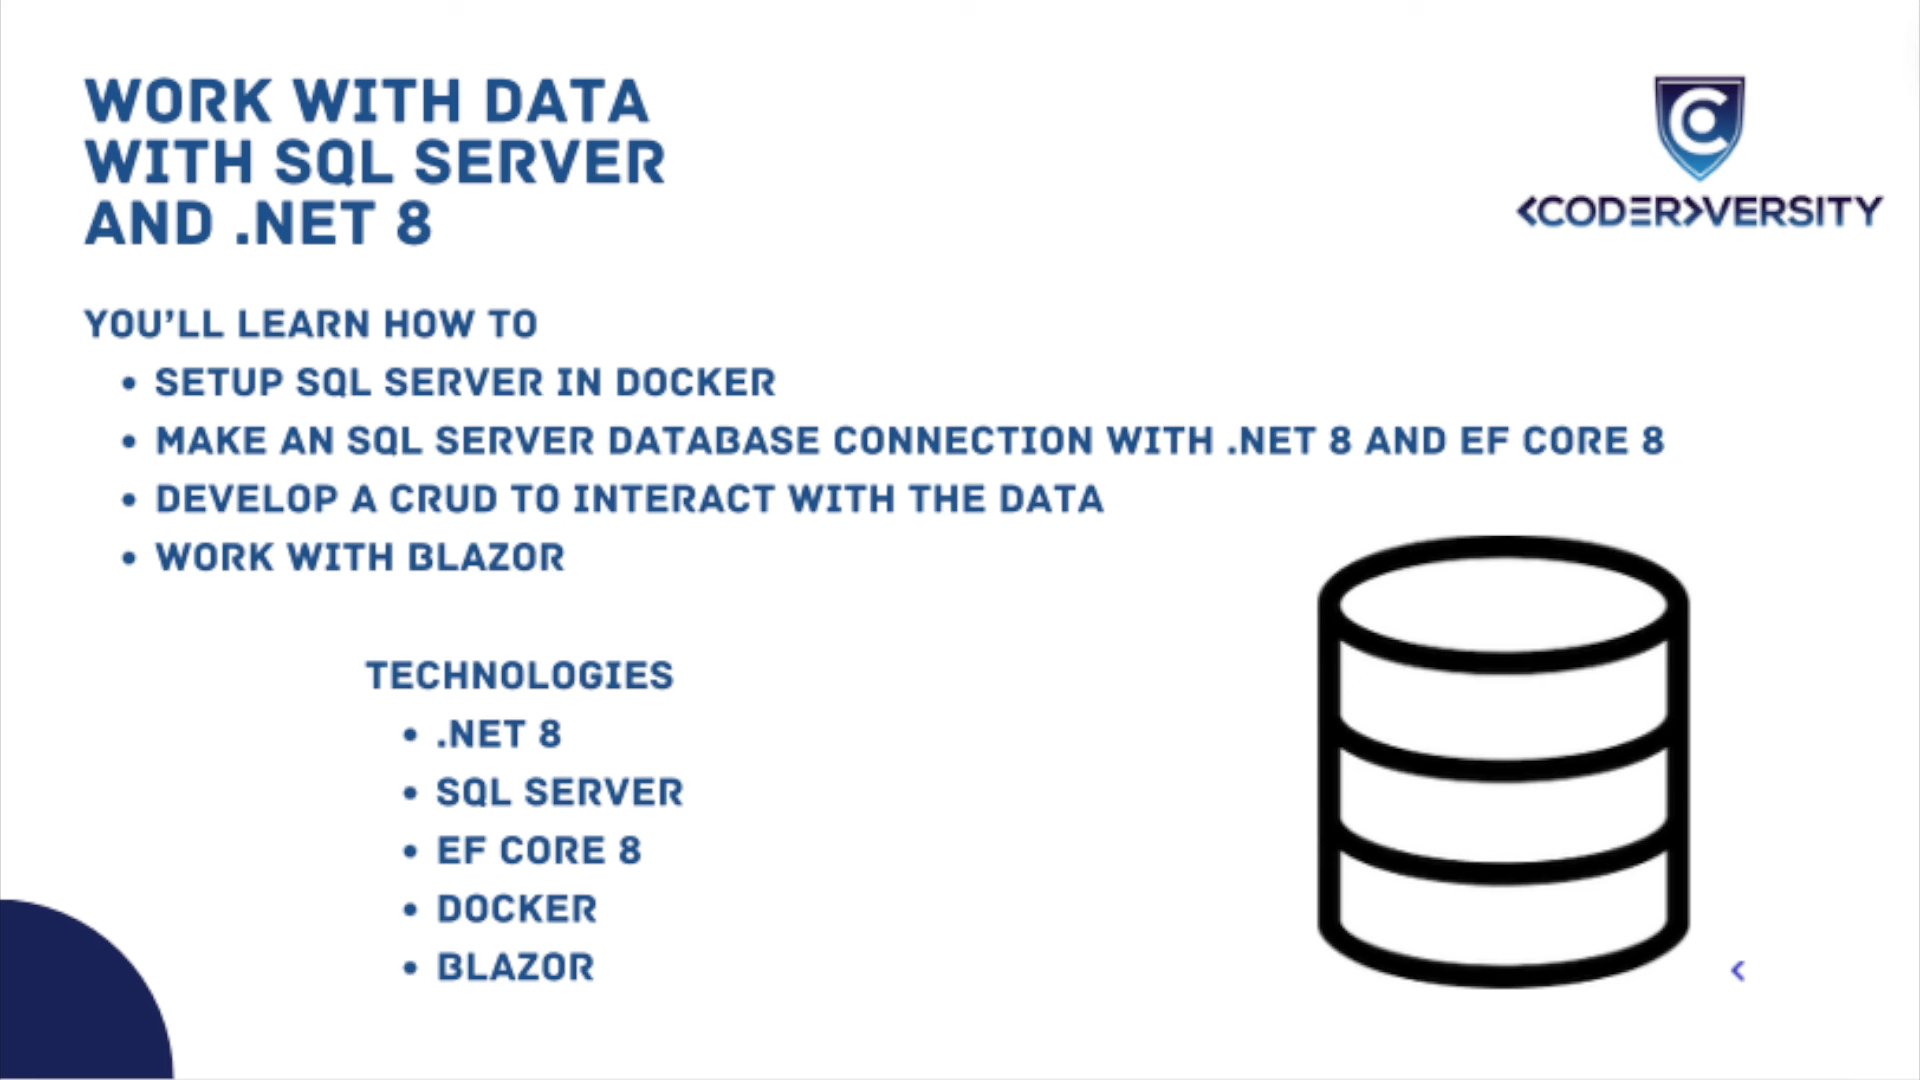 WORK WITH DATA
WITH SQL SERVER
AND .NET 8
<CODER>VERSITY
YOU'LL LEARN HOW TO
• SETUP SQL SERVER IN DOCKER
• MAKE AN SQL SERVER DATABASE CONNECTION WITH .NET 8 AND EF CORE 8
• DEVELOP A CRUD TO INTERACT WITH THE DATA
• WORK WITH BLAZOR
TECHNOLOGIES
• .NET 8
• SQL SERVER
• EF CORE 8
• DOCKER
• BLAZOR
<